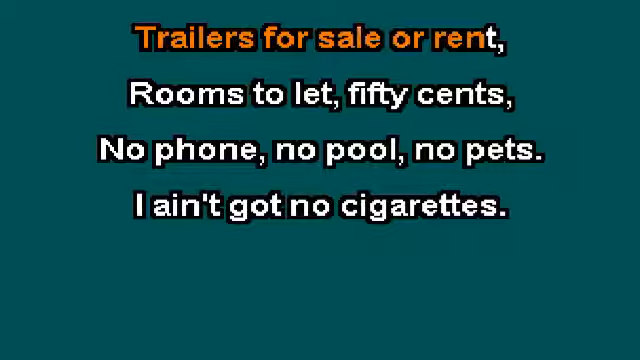 Trailers for sale or rent,
Rooms to let, fifty cents,
No phone, no pool, no pets.
I ain't got no cigarettes.